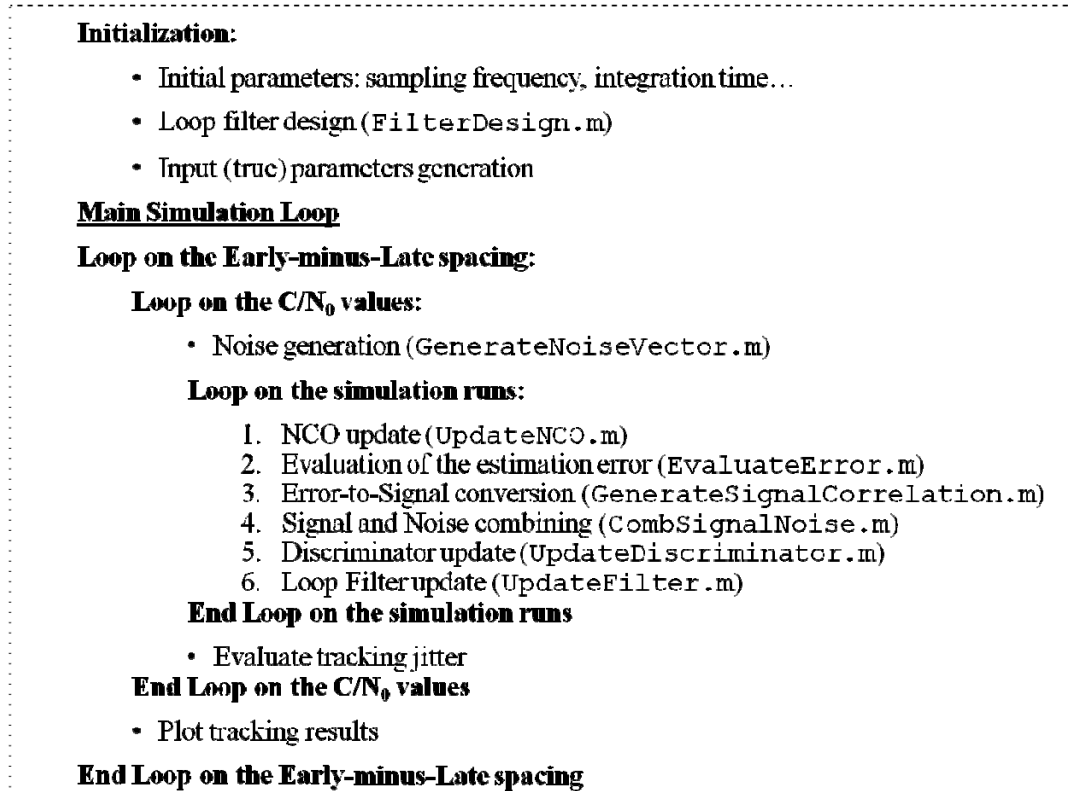 Initialization:
• Initial parameters: sampling frequency, integration time…
• Loop filter design (FilterDesign.m)
• Input (true) parameters generation
Main Simulation Loop
Loop on the Early-minus-Late spacing:
Loop on the C/N₀ values:
• Noise generation (GenerateNoiseVector.m)
Loop on the simulation runs:
1. NCO update (UpdateNCO.m)
2. Evaluation of the estimation error (EvaluateError.m)
3. Error-to-Signal conversion (GenerateSignalCorrelation.m)
4. Signal and Noise combining (CombSignalNoise.m)
5. Discriminator update (UpdateDiscriminator.m)
6. Loop Filter update (UpdateFilter.m)
End Loop on the simulation runs
• Evaluate tracking jitter
End Loop on the C/N₀ values
• Plot tracking results
End Loop on the Early-minus-Late spacing